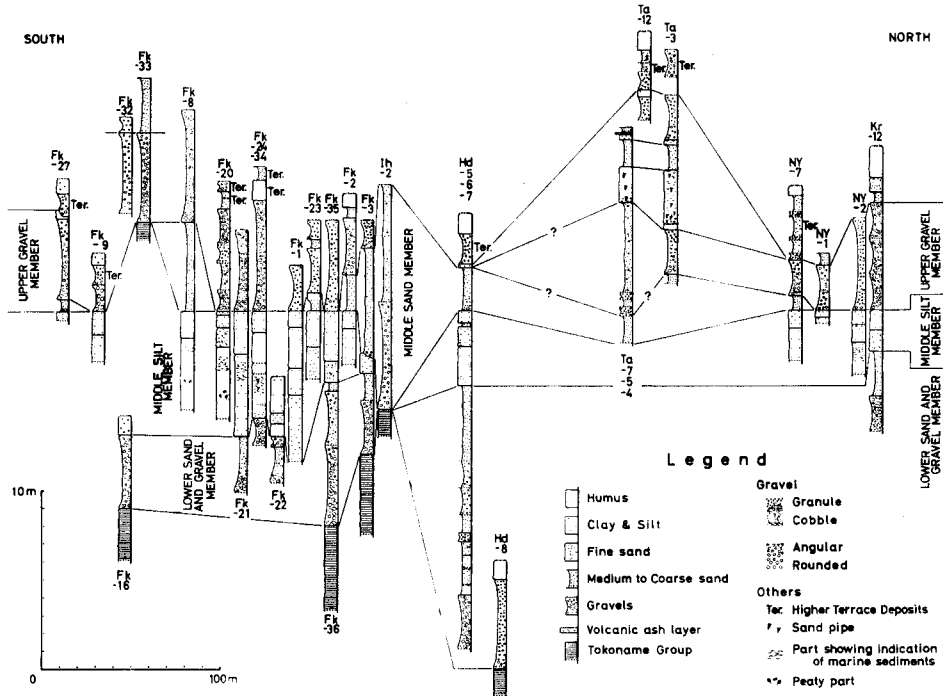 SOUTH
NORTH
Ta
-12
Ta
-3
Fk
-33
Fk
-32
Fk
-8
Kr
-12
Fk
-27
Ter.
Ter.
Ter.
Fk
-24
-34
Fk
-20
Ter.
Ter.
Ter.
Ter.
Fk
-2
Ih
-2
Fk
-23
Fk
-35
Fk
-3
Hd
-5
-6
-7
NY
-7
NY
-2
Fk
-9
Ter.
Fk
-1
Ter.
Ter.
NY
-1
?
?
?
UPPER GRAVEL
MEMBER
MIDDLE SILT
MEMBER
LOWER SAND
AND GRAVEL
MEMBER
MIDDLE SAND MEMBER
UPPER GRAVEL
MEMBER
MIDDLE SILT
MEMBER
LOWER SAND AND
GRAVEL MEMBER
Ta
-7
-5
-4
Fk
-21
Fk
-22
Fk
-16
Fk
-36
Hd
-8
10m
0
100m
Legend
Humus
Clay & Silt
Fine sand
Medium to Coarse sand
Gravels
Volcanic ash layer
Tokoname Group
Gravel
Granule
Cobble
Angular
Rounded
Others
Ter. Higher Terrace Deposits
Sand pipe
Part showing indication
of marine sediments
Peaty part